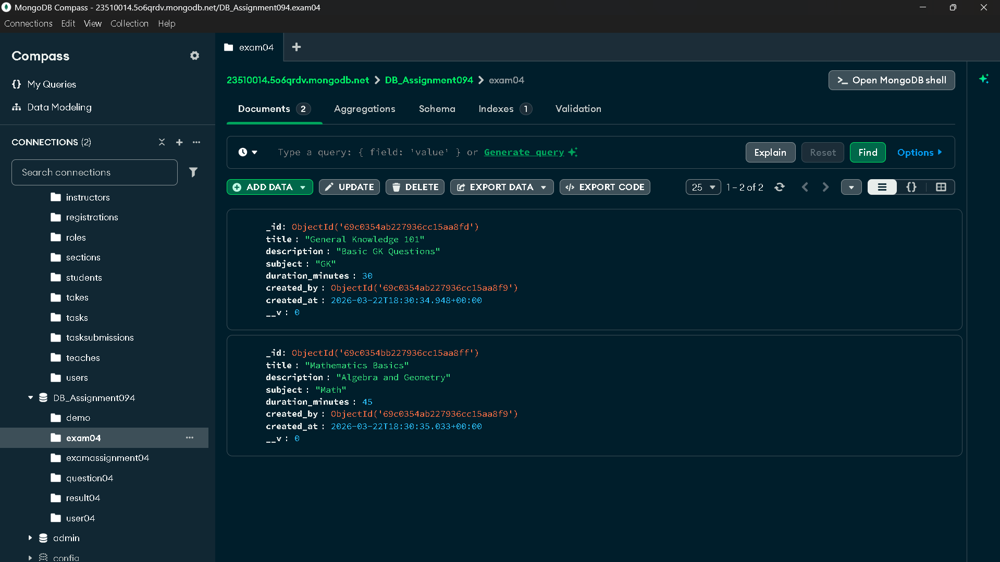 MongoDB Compass - 23510014.5o6qrdv.mongodb.net/DB_Assignment094.exam04
Connections Edit View Collection Help
Compass
{} My Queries
Data Modeling
CONNECTIONS (2)
Search connections
instructors
registrations
roles
sections
students
takes
tasks
tasksubmissions
teaches
users
DB_Assignment094
demo
exam04
examassignment04
question04
result04
user04
admin
config
exam04
23510014.5o6qrdv.mongodb.net > DB_Assignment094 > exam04
>_ Open MongoDB shell
Documents 2 Aggregations Schema Indexes 1 Validation
Type a query: { field: 'value' } or Generate query
Explain Reset Find Options
ADD DATA UPDATE DELETE EXPORT DATA </> EXPORT CODE
25 1 – 2 of 2 {}
_id: ObjectId('69c0354ab227936cc15aa8fd')
title : "General Knowledge 101"
description : "Basic GK Questions"
subject : "GK"
duration_minutes : 30
created_by : ObjectId('69c0354ab227936cc15aa8f9')
created_at : 2026-03-22T18:30:34.948+00:00
__v : 0
_id: ObjectId('69c0354bb227936cc15aa8ff')
title : "Mathematics Basics"
description : "Algebra and Geometry"
subject : "Math"
duration_minutes : 45
created_by : ObjectId('69c0354ab227936cc15aa8f9')
created_at : 2026-03-22T18:30:35.033+00:00
__v : 0